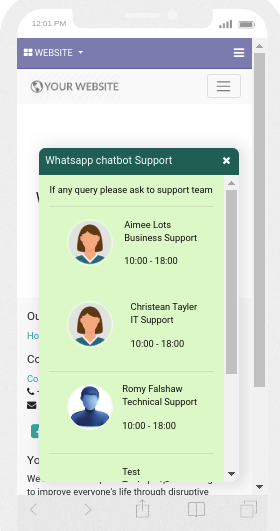 12:01 PM
WEBSITE
YOUR WEBSITE
Whatsapp chatbot Support ×
If any query please ask to support team
Aimee Lots
Business Support
10:00 - 18:00
Christean Tayler
IT Support
10:00 - 18:00
Romy Falshaw
Technical Support
10:00 - 18:00
Test
Ou
Ho
Co
Co
Yo
We
to improve everyone's life through disruptive